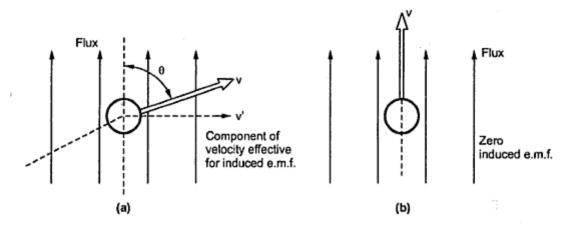 Flux
θ
v
v'
Component of
velocity effective
for induced e.m.f.
(a)
v
Flux
Zero
induced e.m.f.
(b)